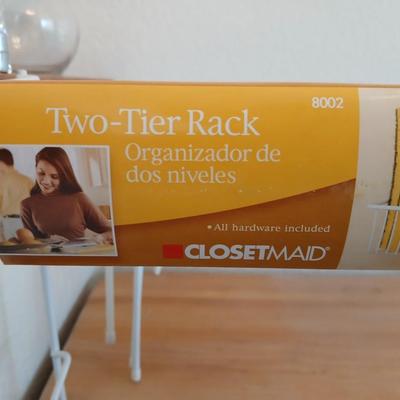 8002
Two-Tier Rack
Organizador de
dos niveles
• All hardware included
CLOSETMAID®